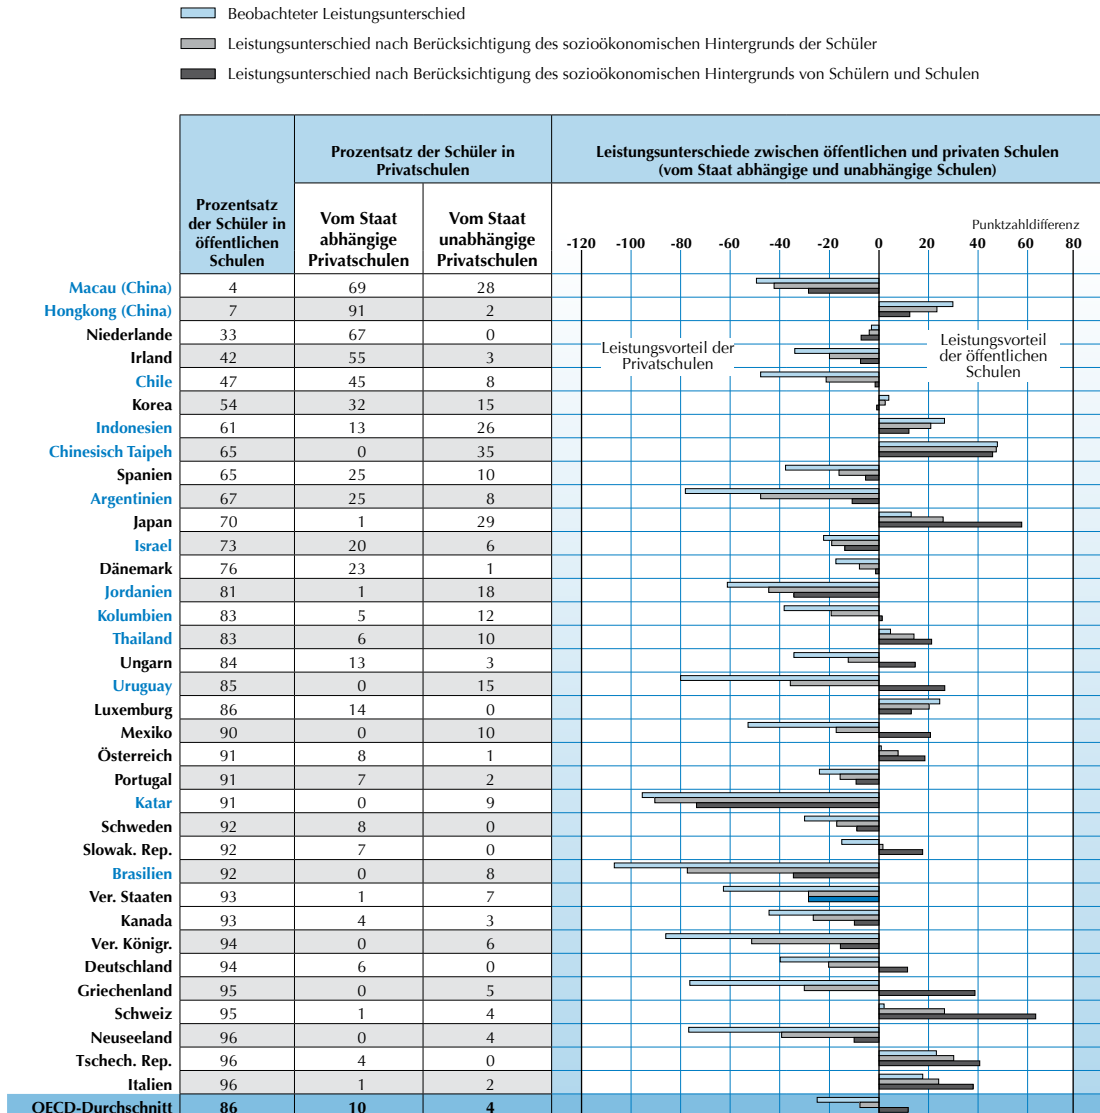 Beobachteter Leistungsunterschied
Leistungsunterschied nach Berücksichtigung des sozioökonomischen Hintergrunds der Schüler
Leistungsunterschied nach Berücksichtigung des sozioökonomischen Hintergrunds von Schülern und Schulen
Prozentsatz der Schüler in
Privatschulen
Leistungsunterschiede zwischen öffentlichen und privaten Schulen
(vom Staat abhängige und unabhängige Schulen)
Prozentsatz
der Schüler in
öffentlichen
Schulen
Vom Staat
abhängige
Privatschulen
Vom Staat
unabhängige
Privatschulen
Punktzahldifferenz
-120 -100 -80 -60 -40 -20 0 20 40 60 80
Macau (China) 4 69 28
Hongkong (China) 7 91 2
Niederlande 33 67 0
Irland 42 55 3
Leistungsvorteil der
Privatschulen
Leistungsvorteil
der öffentlichen
Schulen
Chile 47 45 8
Korea 54 32 15
Indonesien 61 13 26
Chinesisch Taipeh 65 0 35
Spanien 65 25 10
Argentinien 67 25 8
Japan 70 1 29
Israel 73 20 6
Dänemark 76 23 1
Jordanien 81 1 18
Kolumbien 83 5 12
Thailand 83 6 10
Ungarn 84 13 3
Uruguay 85 0 15
Luxemburg 86 14 0
Mexiko 90 0 10
Österreich 91 8 1
Portugal 91 7 2
Katar 91 0 9
Schweden 92 8 0
Slowak. Rep. 92 7 0
Brasilien 92 0 8
Ver. Staaten 93 1 7
Kanada 93 4 3
Ver. Königr. 94 0 6
Deutschland 94 6 0
Griechenland 95 0 5
Schweiz 95 1 4
Neuseeland 96 0 4
Tschech. Rep. 96 4 0
Italien 96 1 2
OECD-Durchschnitt 86 10 4